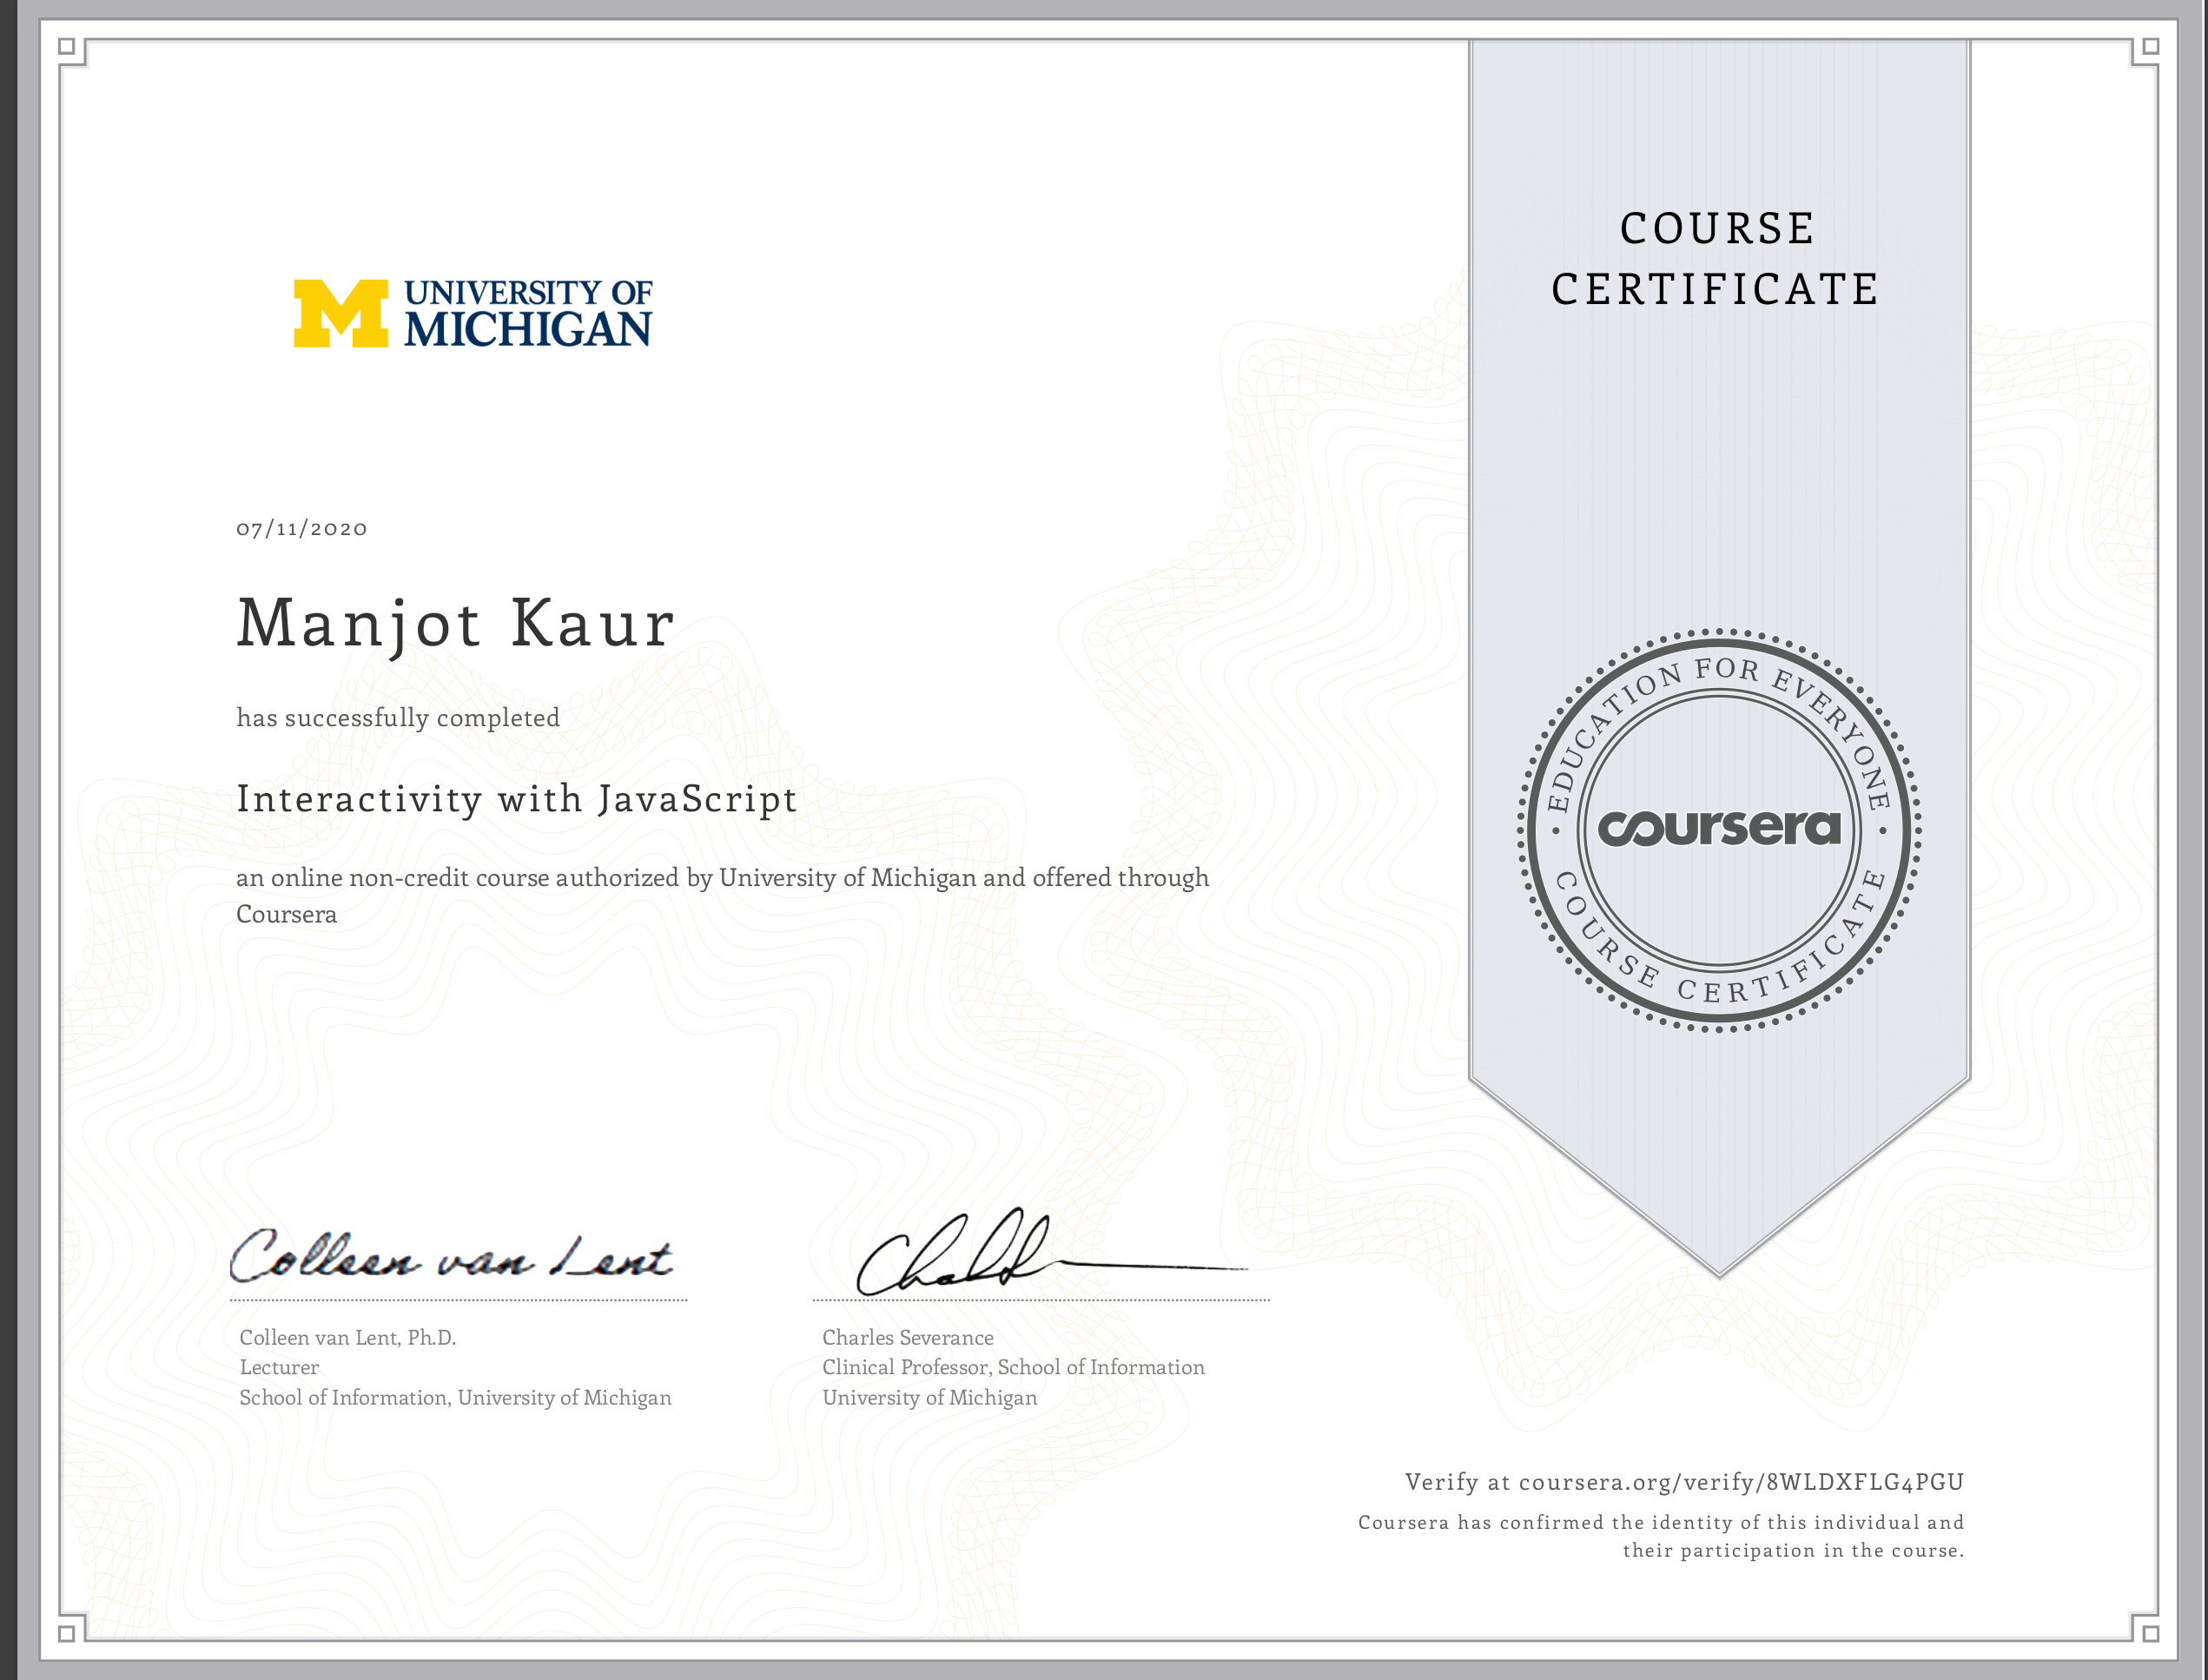 UNIVERSITY OF
MICHIGAN
07/11/2020
Manjot Kaur
has successfully completed
Interactivity with JavaScript
an online non-credit course authorized by University of Michigan and offered through
Coursera
Colleen van Lent
Colleen van Lent, Ph.D.
Lecturer
School of Information, University of Michigan
Charles Severance
Clinical Professor, School of Information
University of Michigan
COURSE
CERTIFICATE
EDUCATION FOR EVERYONE
coursera
COURSE CERTIFICATE
Verify at coursera.org/verify/8WLDXFLG4PGU
Coursera has confirmed the identity of this individual and
their participation in the course.